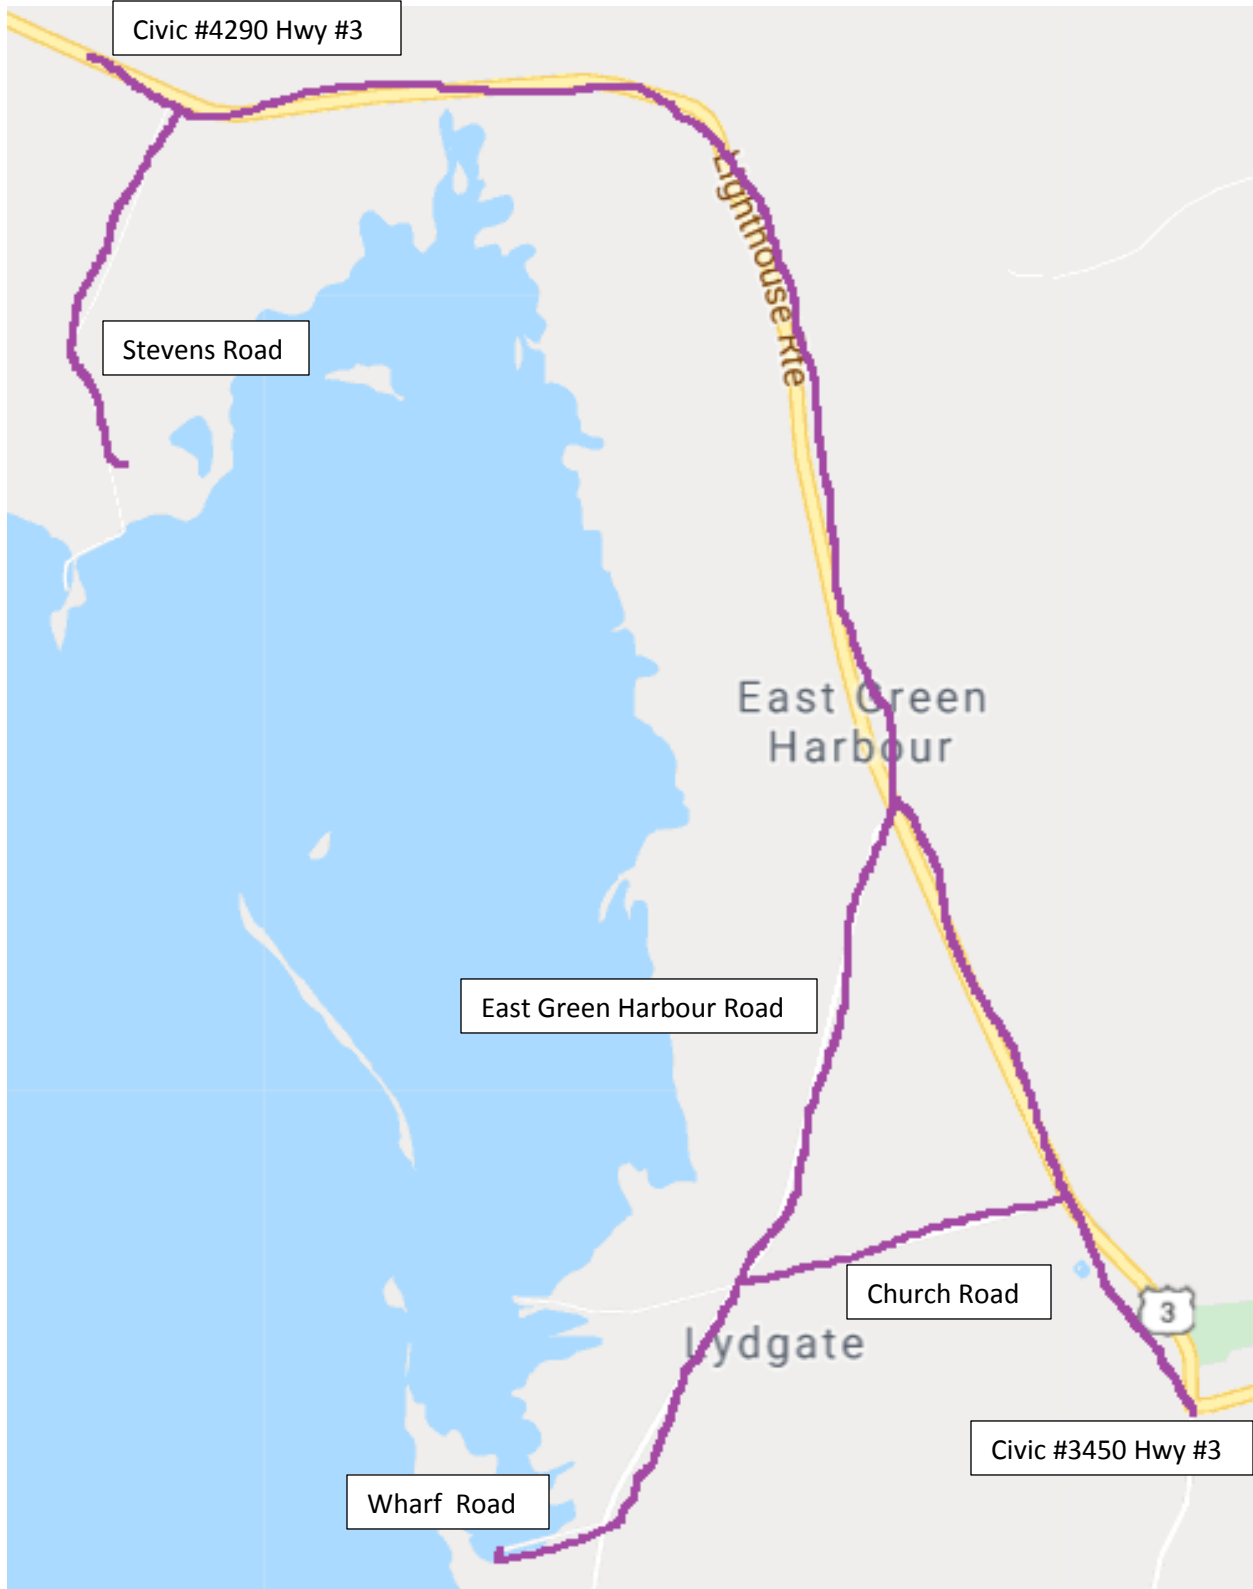 Civic #4290 Hwy #3
Lighthouse Rte
Stevens Road
East Green
Harbour
East Green Harbour Road
Church Road
3
Lydgate
Civic #3450 Hwy #3
Wharf Road